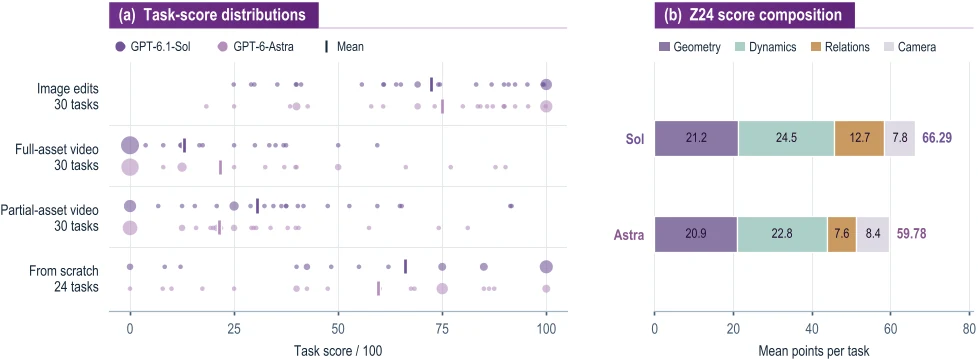 (a) Task-score distributions
GPT-6.1-Sol GPT-6-Astra Mean
Image edits
30 tasks
Full-asset video
30 tasks
Partial-asset video
30 tasks
From scratch
24 tasks
0 25 50 75 100
Task score / 100
(b) Z24 score composition
Geometry Dynamics Relations Camera
Sol 21.2 24.5 12.7 7.8 66.29
Astra 20.9 22.8 7.6 8.4 59.78
0 20 40 60 80
Mean points per task